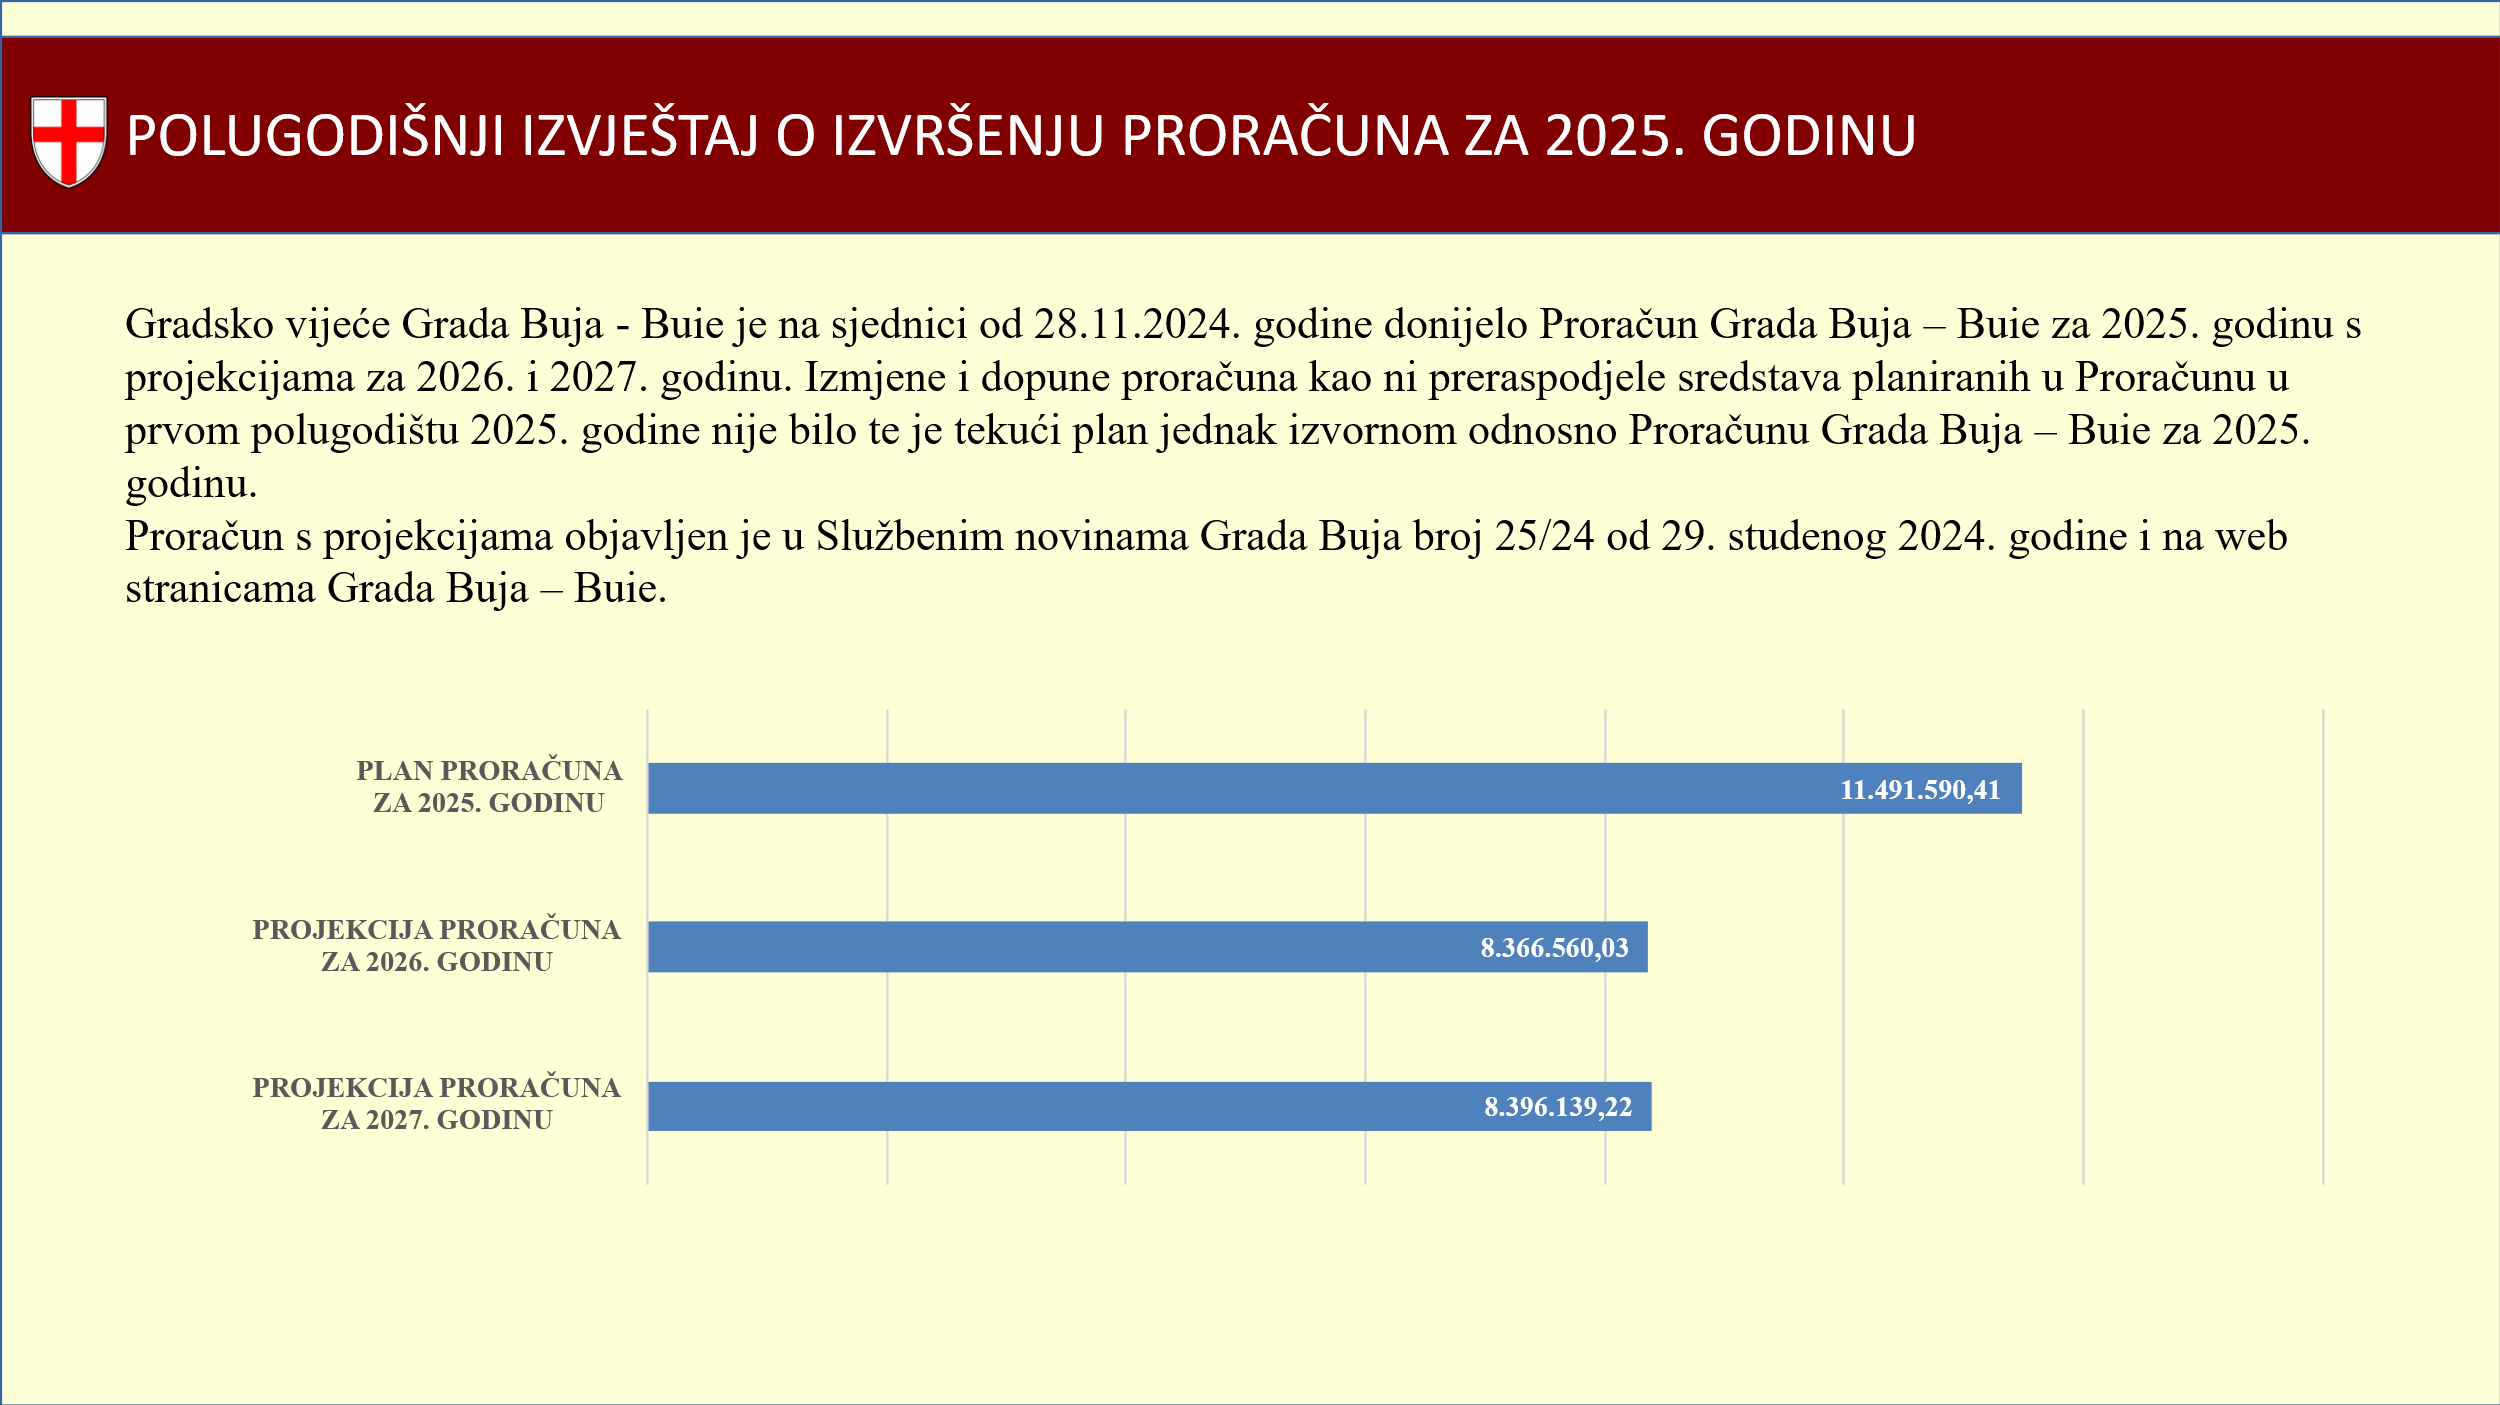 POLUGODIŠNJI IZVJEŠTAJ O IZVRŠENJU PRORAČUNA ZA 2025. GODINU
Gradsko vijeće Grada Buja - Buie je na sjednici od 28.11.2024. godine donijelo Proračun Grada Buja – Buie za 2025. godinu s
projekcijama za 2026. i 2027. godinu. Izmjene i dopune proračuna kao ni preraspodjele sredstava planiranih u Proračunu u
prvom polugodištu 2025. godine nije bilo te je tekući plan jednak izvornom odnosno Proračunu Grada Buja – Buie za 2025.
godinu.
Proračun s projekcijama objavljen je u Službenim novinama Grada Buja broj 25/24 od 29. studenog 2024. godine i na web
stranicama Grada Buja – Buie.
PLAN PRORAČUNA
ZA 2025. GODINU
11.491.590,41
PROJEKCIJA PRORAČUNA
ZA 2026. GODINU
8.366.560,03
PROJEKCIJA PRORAČUNA
ZA 2027. GODINU
8.396.139,22